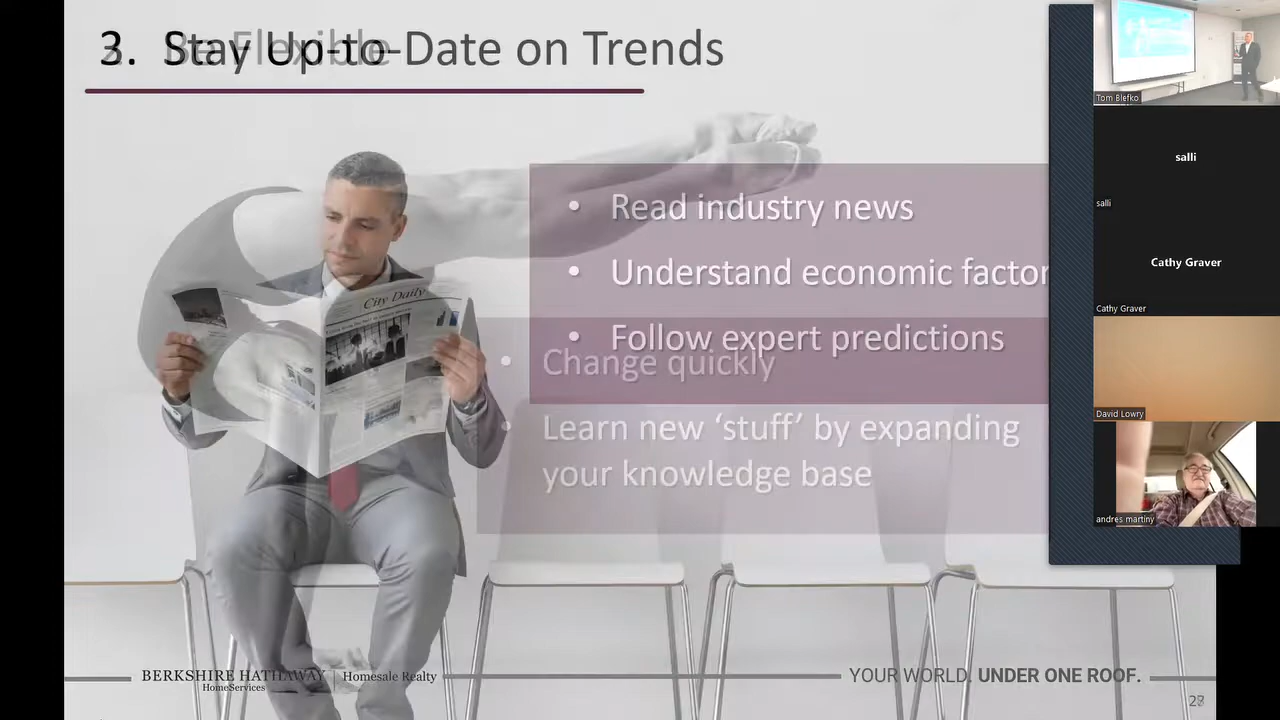 3. Stay Up-to-Date on Trends
Be Flexible
• Read industry news
• Understand economic factor
• Follow expert predictions
• Change quickly
• Learn new ‘stuff’ by expanding
your knowledge base
City Daily
BERKSHIRE HATHAWAY
HomeServices
Homesale Realty
YOUR WORLD. UNDER ONE ROOF.
Tom Blefko
salli
salli
Cathy Graver
Cathy Graver
David Lowry
andres martiny